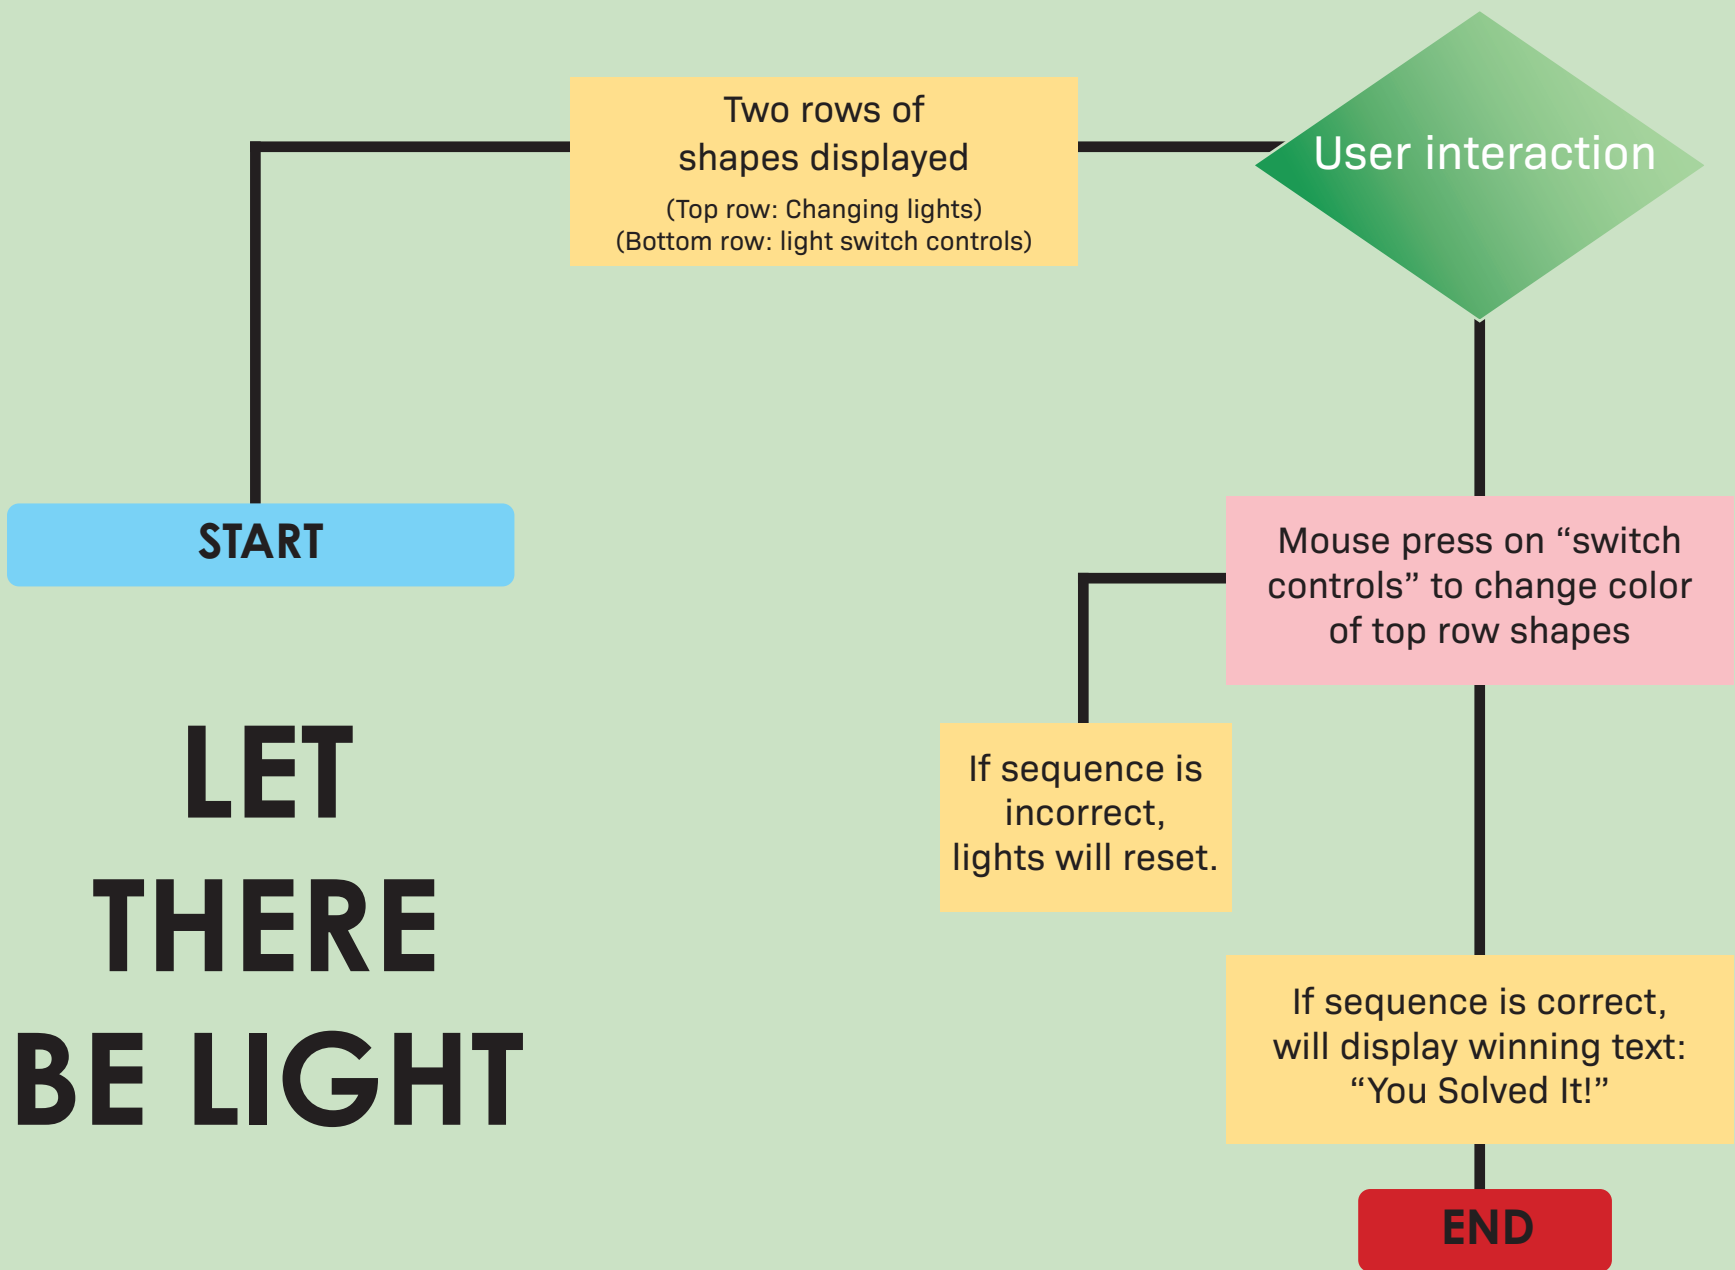 Two rows of
shapes displayed
(Top row: Changing lights)
(Bottom row: light switch controls)
User interaction
START
Mouse press on “switch
controls” to change color
of top row shapes
LET
THERE
BE LIGHT
If sequence is
incorrect,
lights will reset.
If sequence is correct,
will display winning text:
“You Solved It!”
END